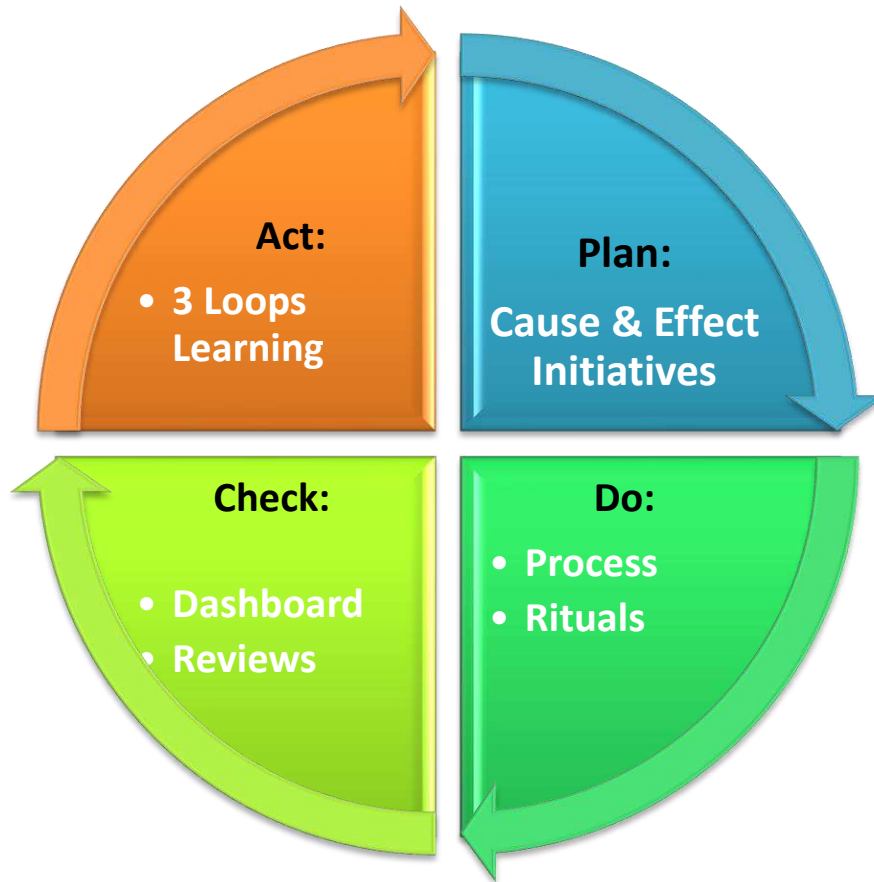 Act:
• 3 Loops
Learning
Plan:
Cause & Effect
Initiatives
Check:
• Dashboard
• Reviews
Do:
• Process
• Rituals